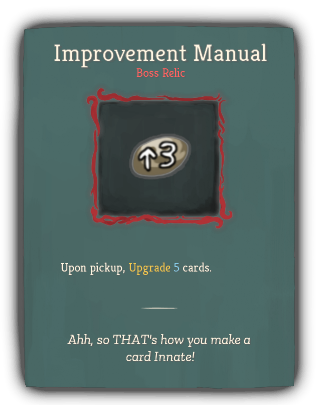 Improvement Manual
Boss Relic
↑3
Upon pickup, Upgrade 5 cards.
Ahh, so THAT's how you make a
card Innate!